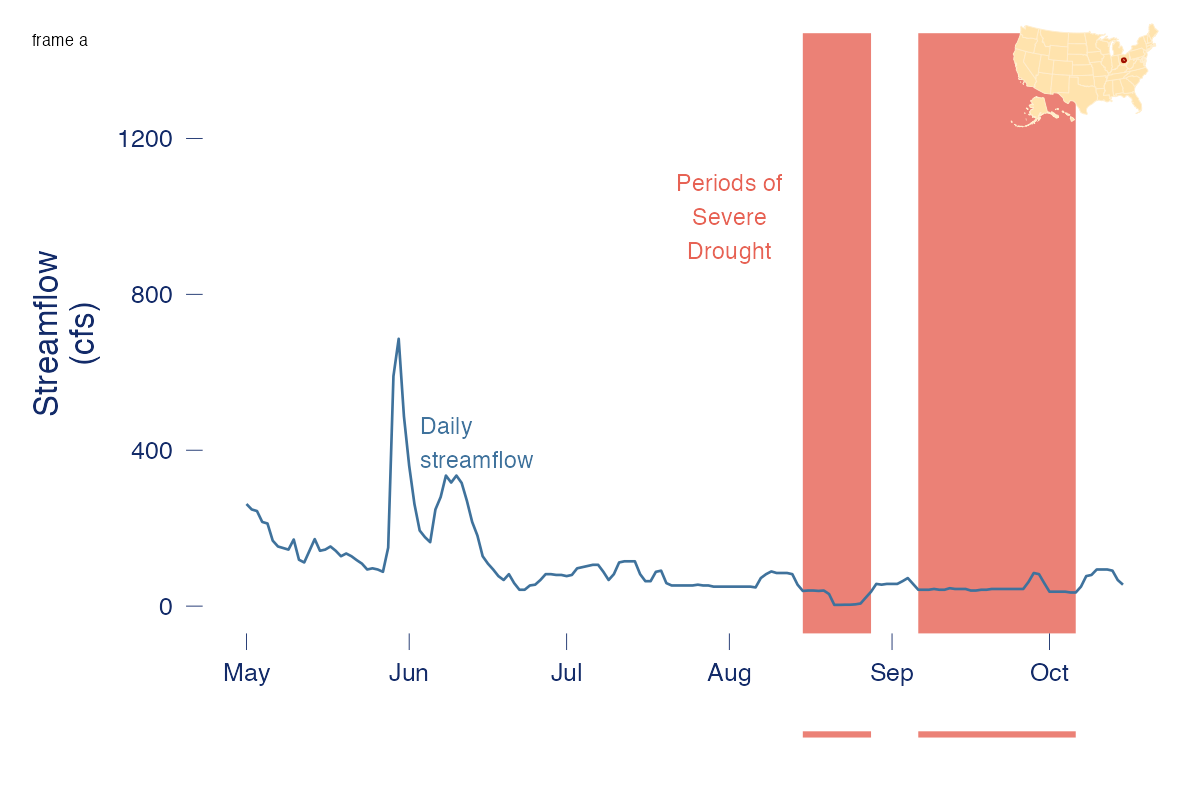 frame a
1200
800
400
0
Streamflow
(cfs)
Periods of
Severe
Drought
Daily
streamflow
May Jun Jul Aug Sep Oct